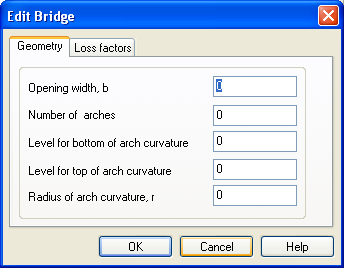 Edit Bridge
Geometry Loss factors
Opening width, b 0
Number of arches 0
Level for bottom of arch curvature 0
Level for top of arch curvature 0
Radius of arch curvature, r 0
OK Cancel Help